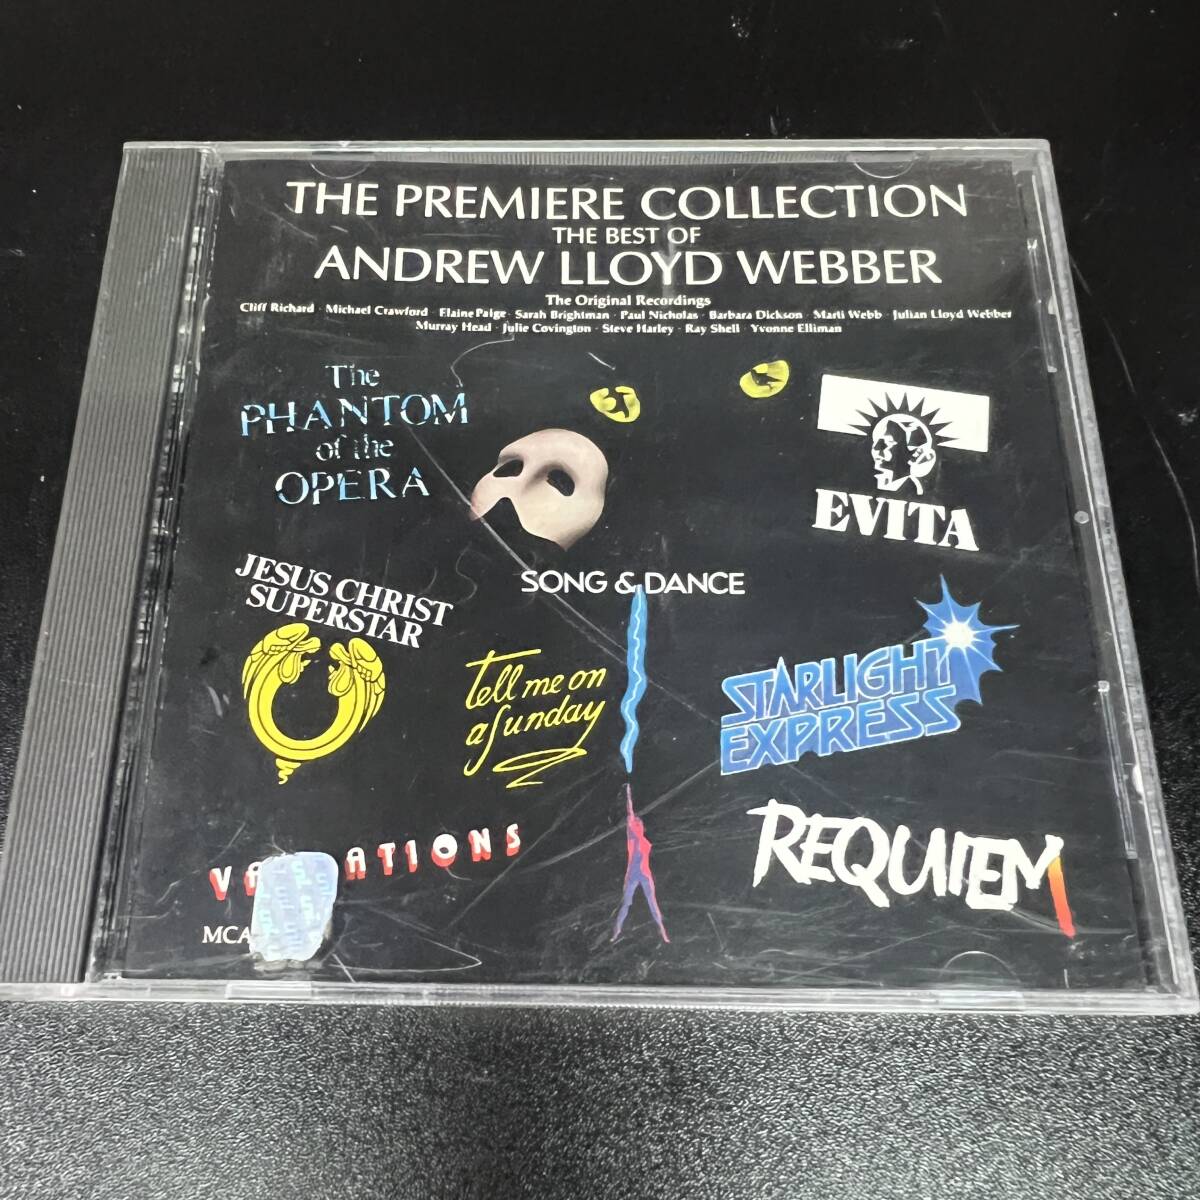 THE PREMIERE COLLECTION
THE BEST OF
ANDREW LLOYD WEBBER
The Original Recordings
Cliff Richard · Michael Crawford · Elaine Paige · Sarah Brightman · Paul Nicholas · Barbara Dickson · Marti Webb · Julian Lloyd Webber
Murray Head · Julie Covington · Steve Harley · Ray Shell · Yvonne Elliman
The
PHANTOM
of the
OPERA
EVITA
JESUS CHRIST
SUPERSTAR
SONG & DANCE
Tell me on
a Sunday
STARLIGHT
EXPRESS
REQUIEM
MCA